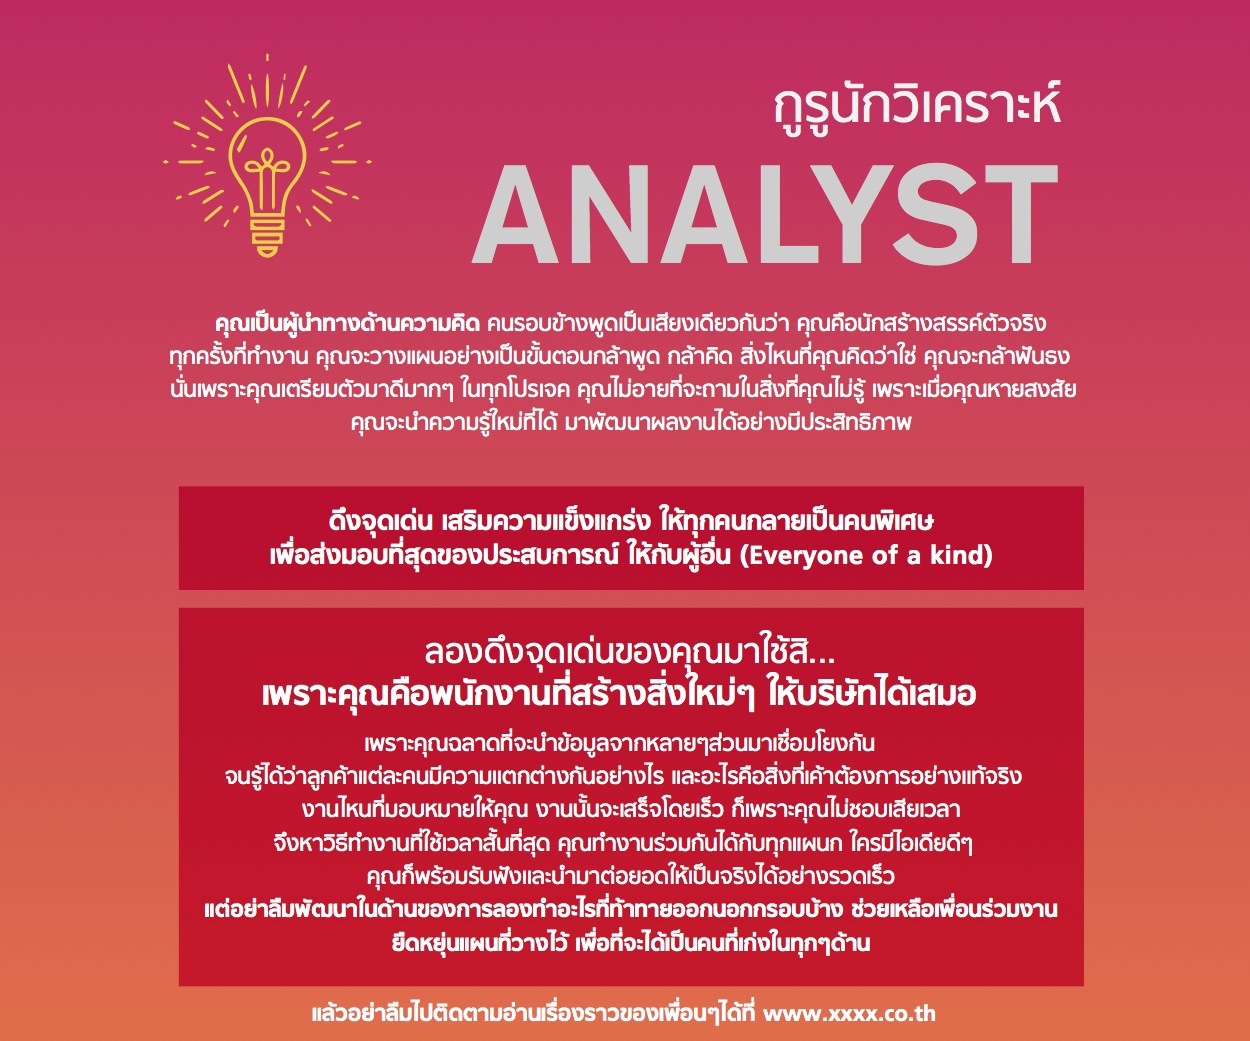 กูรูนักวิเคราะห์
ANALYST
คุณเป็นผู้นำทางด้านความคิด คนรอบข้างพูดเป็นเสียงเดียวกันว่า คุณคือนักสร้างสรรค์ตัวจริง
ทุกครั้งที่ทำงาน คุณจะวางแผนอย่างเป็นขั้นตอนกล้าพูด กล้าคิด สิ่งไหนที่คุณคิดว่าใช่ คุณจะกล้าฟันธง
นั่นเพราะคุณเตรียมตัวมาดีมากๆ ในทุกโปรเจค คุณไม่อายที่จะถามในสิ่งที่คุณไม่รู้ เพราะเมื่อคุณหายสงสัย
คุณจะนำความรู้ใหม่ที่ได้ มาพัฒนาผลงานได้อย่างมีประสิทธิภาพ
ดึงจุดเด่น เสริมความแข็งแกร่ง ให้ทุกคนกลายเป็นคนพิเศษ
เพื่อส่งมอบที่สุดของประสบการณ์ ให้กับผู้อื่น (Everyone of a kind)
ลองดึงจุดเด่นของคุณมาใช้สิ...
เพราะคุณคือพนักงานที่สร้างสิ่งใหม่ๆ ให้บริษัทได้เสมอ
เพราะคุณฉลาดที่จะนำข้อมูลจากหลายๆส่วนมาเชื่อมโยงกัน
จนรู้ได้ว่าลูกค้าแต่ละคนมีความแตกต่างกันอย่างไร และอะไรคือสิ่งที่เค้าต้องการอย่างแท้จริง
งานไหนที่มอบหมายให้คุณ งานนั้นจะเสร็จโดยเร็ว ก็เพราะคุณไม่ชอบเสียเวลา
จึงหาวิธีทำงานที่ใช้เวลาสั้นที่สุด คุณทำงานร่วมกันได้กับทุกแผนก ใครมีไอเดียดีๆ
คุณก็พร้อมรับฟังและนำมาต่อยอดให้เป็นจริงได้อย่างรวดเร็ว
แต่อย่าลืมพัฒนาในด้านของการลองทำอะไรที่ท้าทายออกนอกกรอบบ้าง ช่วยเหลือเพื่อนร่วมงาน
ยืดหยุ่นแผนที่วางไว้ เพื่อที่จะได้เป็นคนที่เก่งในทุกๆด้าน
แล้วอย่าลืมไปติดตามอ่านเรื่องราวของเพื่อนๆได้ที่ www.xxxx.co.th